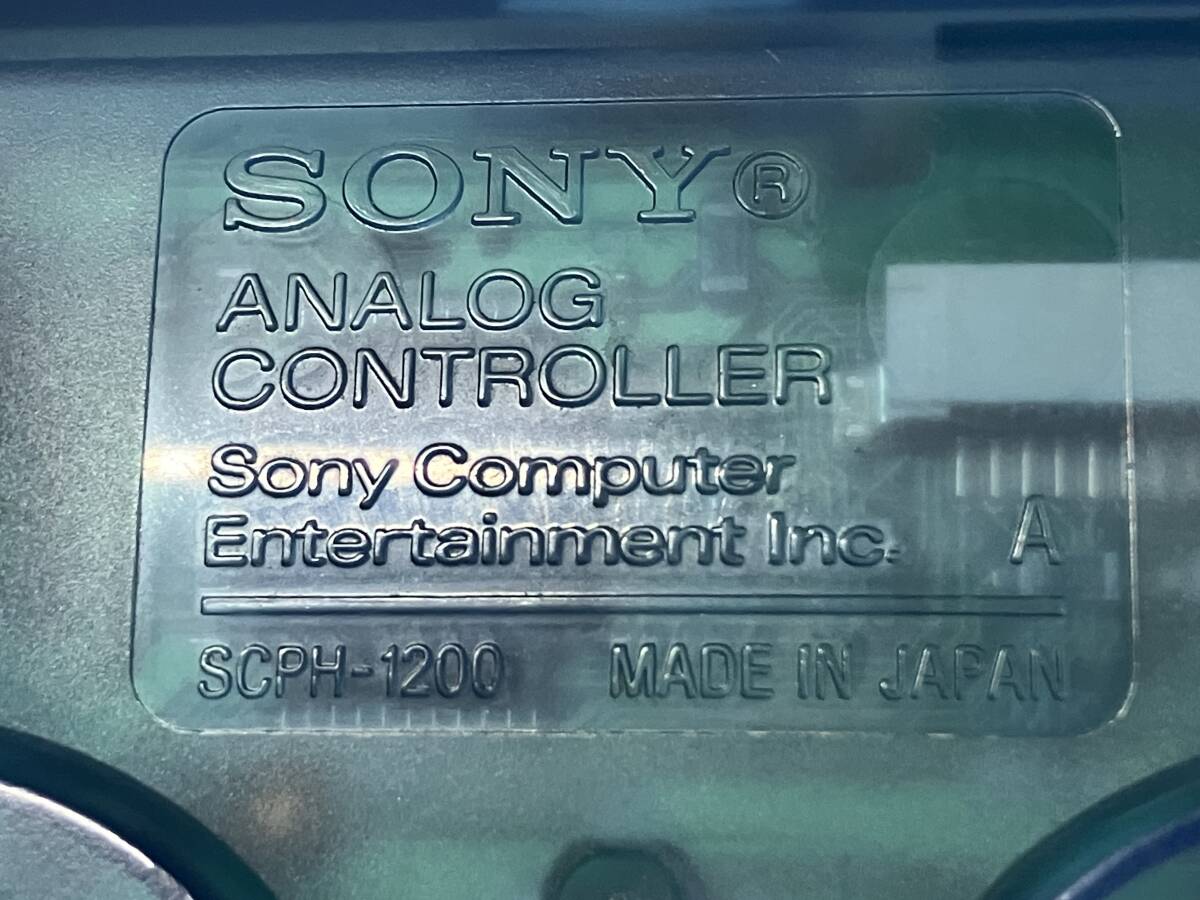 SONY®
ANALOG
CONTROLLER
Sony Computer
Entertainment Inc. A
SCPH-1200 MADE IN JAPAN